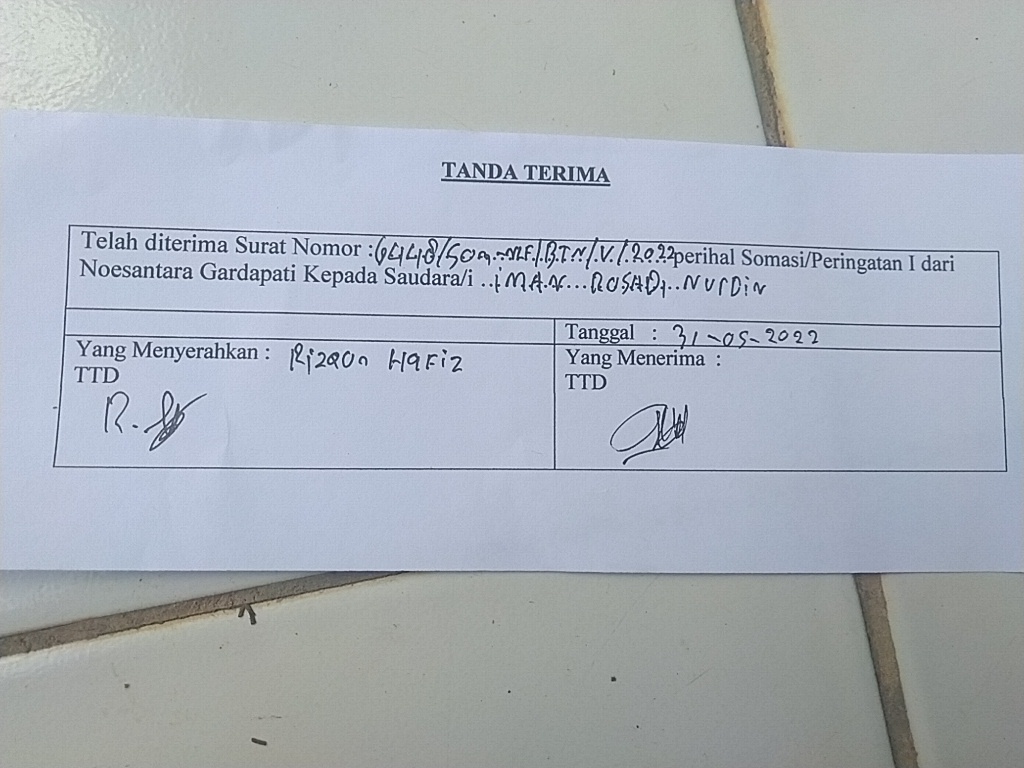 TANDA TERIMA
Telah diterima Surat Nomor : 6448/Som-NLF/BTN/V/2022 perihal Somasi/Peringatan I dari
Noesantara Gardapati Kepada Saudara/i ..iMAN...ROSADi..NURDiN
Tanggal : 31-05-2022
Yang Menyerahkan : Rizqon HaFiz
Yang Menerima :
TTD
TTD